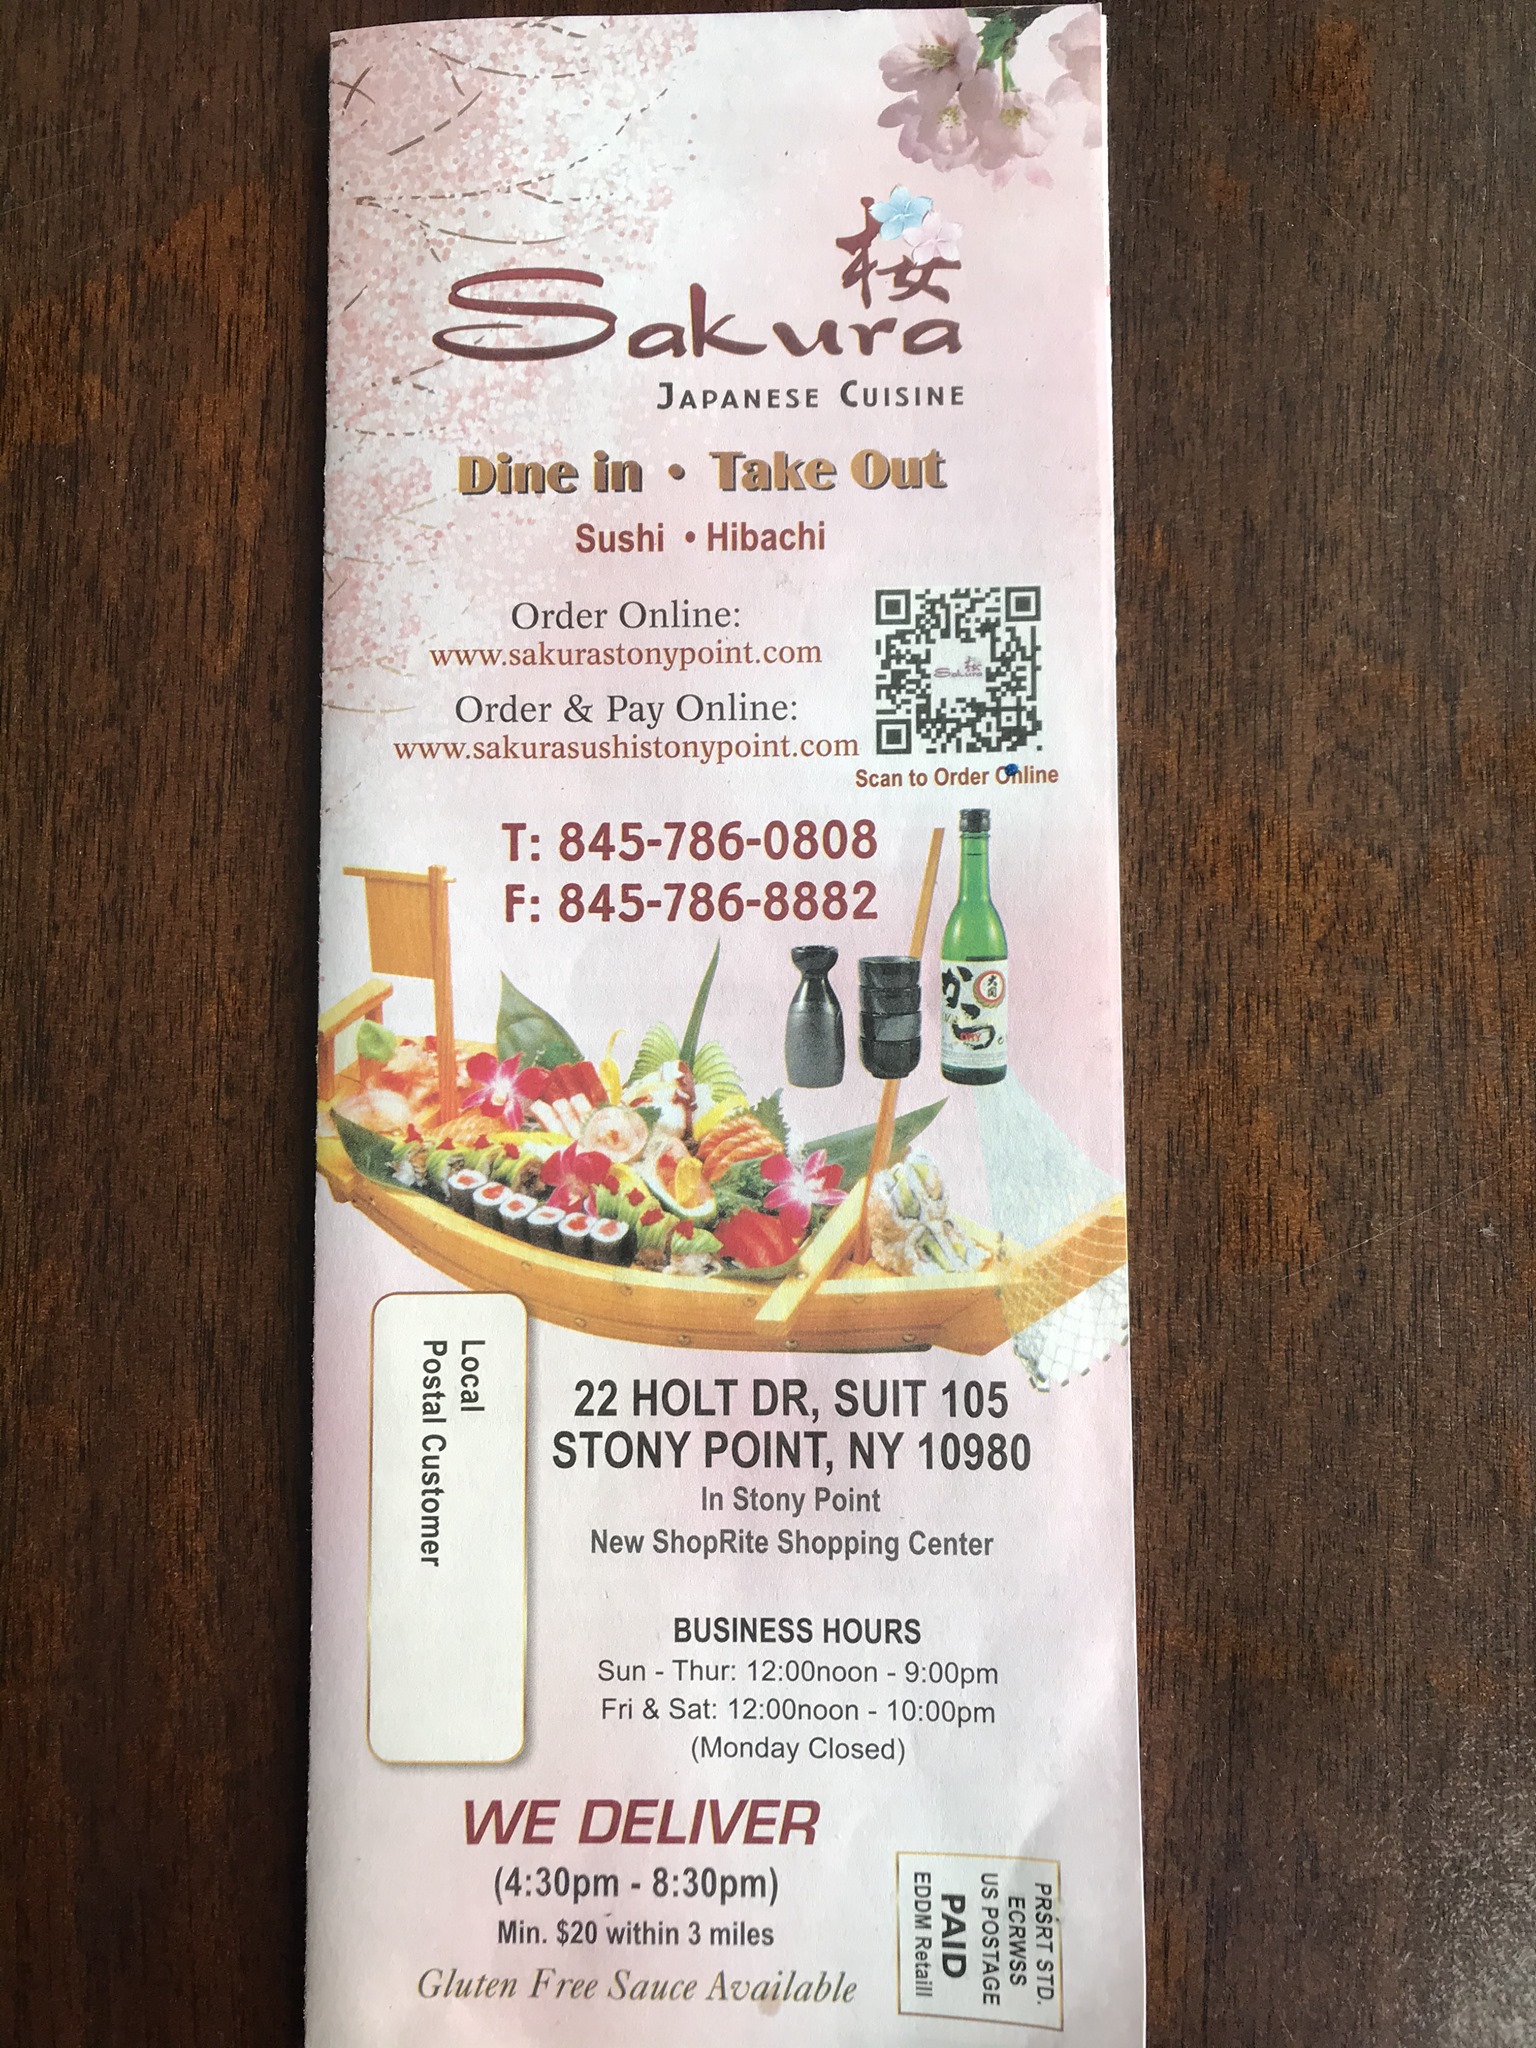 桜
Sakura
JAPANESE CUISINE
Dine in • Take Out
Sushi • Hibachi
Order Online:
www.sakurastonypoint.com
Order & Pay Online:
www.sakurasushistonypoint.com
Sakura
Scan to Order Online
T: 845-786-0808
F: 845-786-8882
Local
Postal Customer
22 HOLT DR, SUIT 105
STONY POINT, NY 10980
In Stony Point
New ShopRite Shopping Center
BUSINESS HOURS
Sun - Thur: 12:00noon - 9:00pm
Fri & Sat: 12:00noon - 10:00pm
(Monday Closed)
WE DELIVER
(4:30pm - 8:30pm)
Min. $20 within 3 miles
Gluten Free Sauce Available
PRSRT STD.
ECRWSS
US POSTAGE
PAID
EDDM Retaill